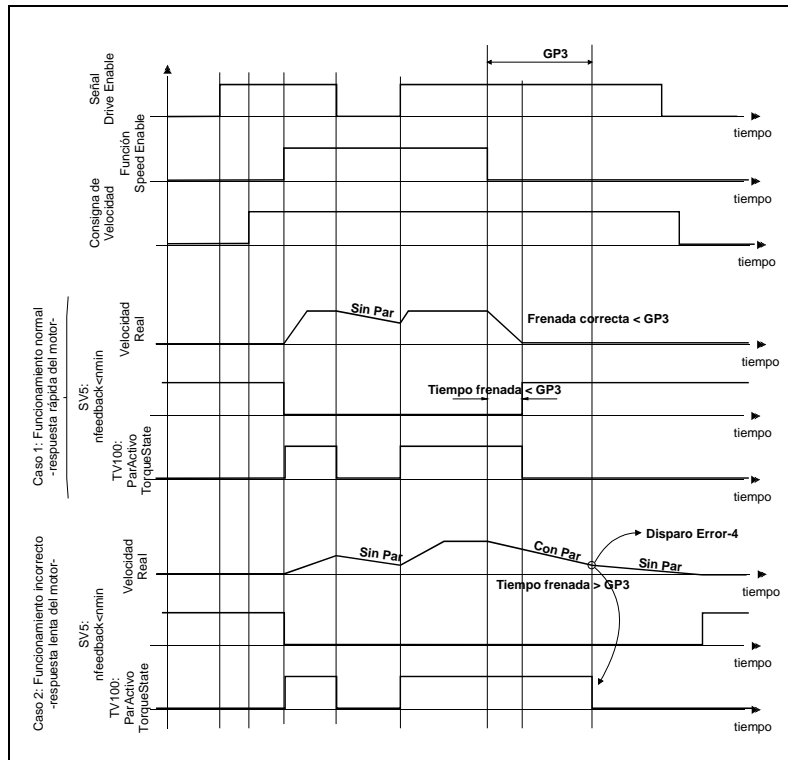 GP3
Señal
Drive Enable
tiempo
Función
Speed Enable
tiempo
Consigna de
Velocidad
tiempo
Caso 1: Funcionamiento normal
-respuesta rápida del motor-
Velocidad
Real
Sin Par
Frenada correcta < GP3
tiempo
SV5:
nfeedback<nmin
Tiempo frenada < GP3
tiempo
TV100:
ParActivo
TorqueState
tiempo
Caso 2: Funcionamiento incorrecto
-respuesta lenta del motor-
Velocidad
Real
Sin Par
Con Par
Disparo Error-4
Sin Par
Tiempo frenada > GP3
tiempo
SV5:
nfeedback<nmin
tiempo
TV100:
ParActivo
TorqueState
tiempo